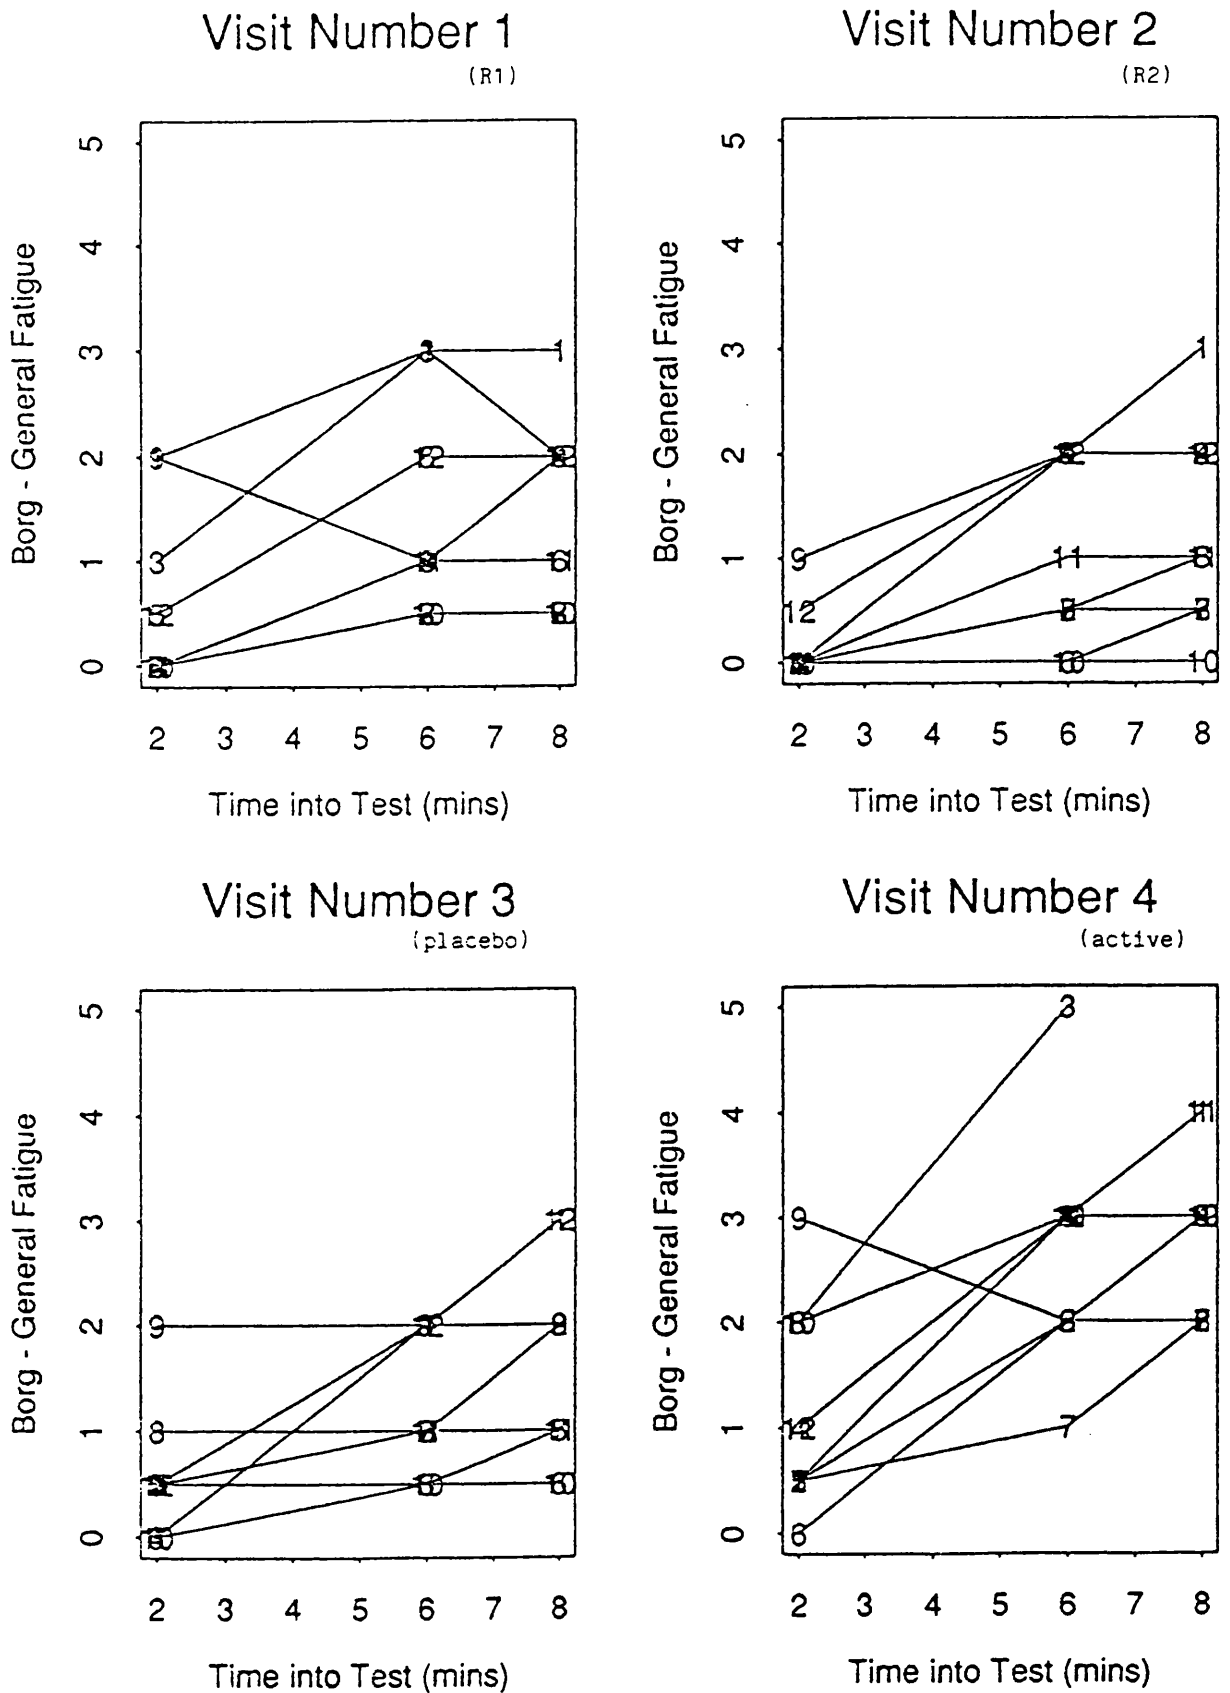 Visit Number 1
(R1)
5
4
3
2
1
0
Borg - General Fatigue
1
3
2 3 4 5 6 7 8
Time into Test (mins)
Visit Number 2
(R2)
5
4
3
2
1
0
Borg - General Fatigue
1
9
11
12
10
2 3 4 5 6 7 8
Time into Test (mins)
Visit Number 3
(placebo)
5
4
3
2
1
0
Borg - General Fatigue
9
8
2 3 4 5 6 7 8
Time into Test (mins)
Visit Number 4
(active)
5
4
3
2
1
0
Borg - General Fatigue
3
9
7
6
2 3 4 5 6 7 8
Time into Test (mins)